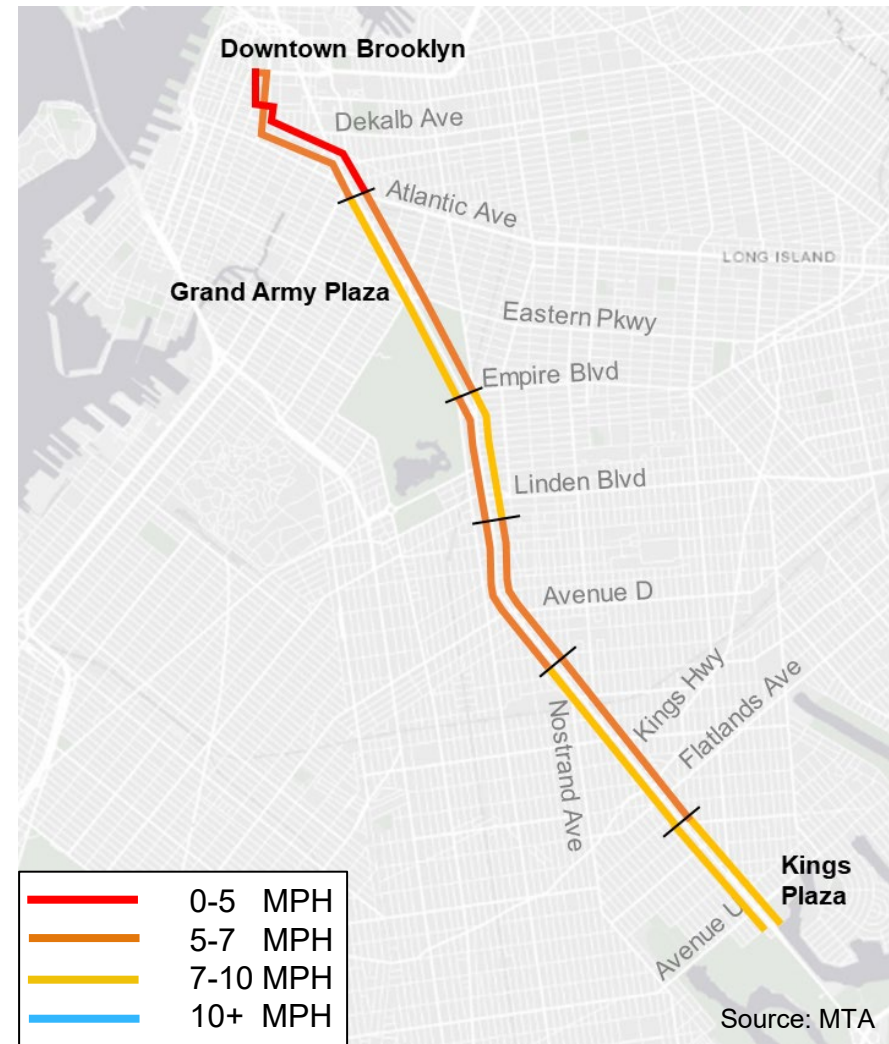 Downtown Brooklyn
Dekalb Ave
Atlantic Ave
LONG ISLAND
Grand Army Plaza
Eastern Pkwy
Empire Blvd
Linden Blvd
Avenue D
Kings Hwy
Flatlands Ave
Nostrand Ave
Kings
Plaza
Avenue U
0-5 MPH
5-7 MPH
7-10 MPH
10+ MPH
Source: MTA